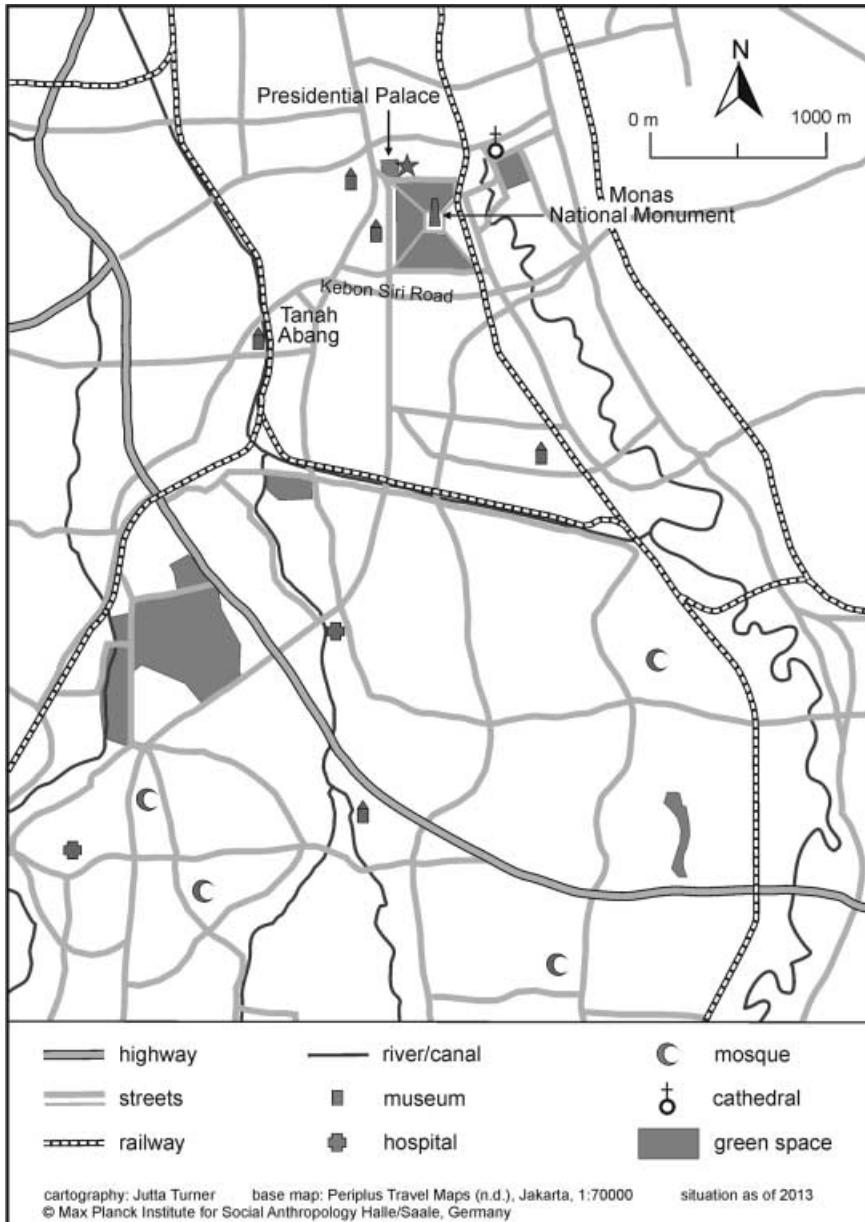 N
Presidential Palace
0 m 1000 m
Monas
National Monument
Kebon Siri Road
Tanah
Abang
highway
river/canal
mosque
streets
museum
cathedral
railway
hospital
green space
cartography: Jutta Turner base map: Periplus Travel Maps (n.d.), Jakarta, 1:70000 situation as of 2013
© Max Planck Institute for Social Anthropology Halle/Saale, Germany